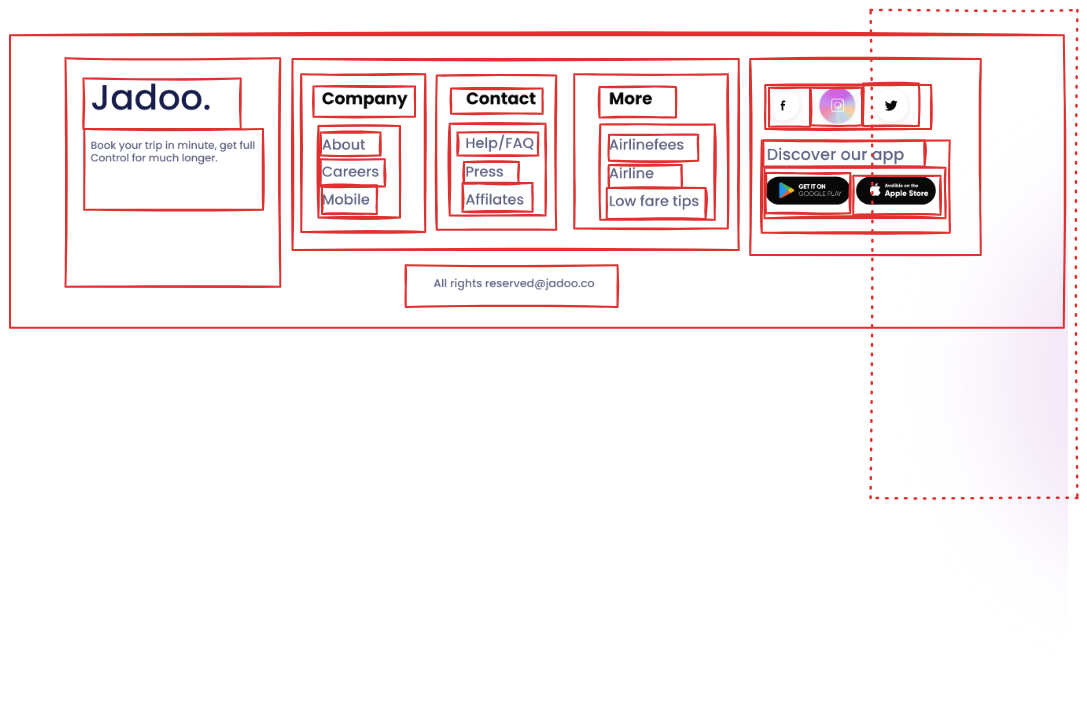 Jadoo.
Book your trip in minute, get full
Control for much longer.
Company
About
Careers
Mobile
Contact
Help/FAQ
Press
Affilates
More
Airlinefees
Airline
Low fare tips
f
Discover our app
GET IT ON
GOOGLE PLAY
Available on the
Apple Store
All rights reserved@jadoo.co